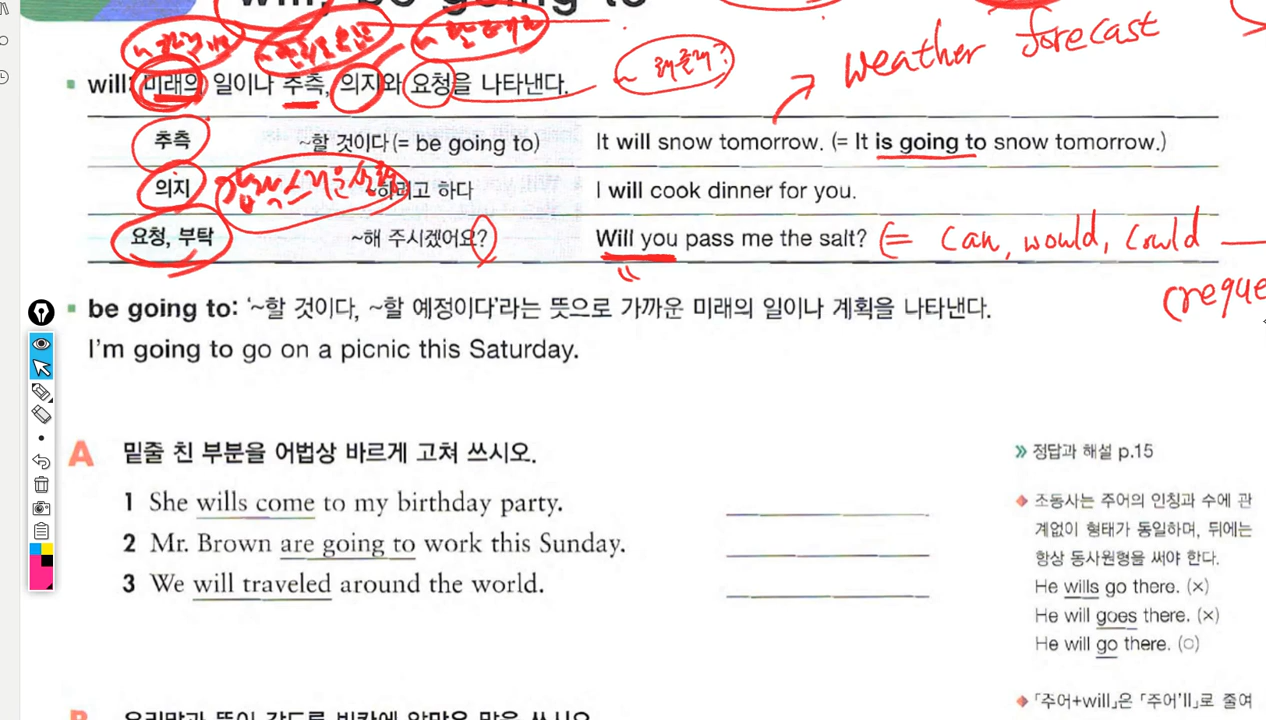 will, be going to
weather forecast
• will: 미래의 일이나 추측, 의지와 요청을 나타낸다.
~ 해줄래?
추측 ~할 것이다(= be going to) It will snow tomorrow. (= It is going to snow tomorrow.)
의지 ~하려고 하다 I will cook dinner for you.
요청, 부탁 ~해 주시겠어요? Will you pass me the salt? (= can, would, could
• be going to: ‘~할 것이다, ~할 예정이다’라는 뜻으로 가까운 미래의 일이나 계획을 나타낸다.
I’m going to go on a picnic this Saturday.
A 밑줄 친 부분을 어법상 바르게 고쳐 쓰시오.
1 She wills come to my birthday party.
2 Mr. Brown are going to work this Sunday.
3 We will traveled around the world.
» 정답과 해설 p.15
◆ 조동사는 주어의 인칭과 수에 관
계없이 형태가 동일하며, 뒤에는
항상 동사원형을 써야 한다.
He wills go there. (×)
He will goes there. (×)
He will go there. (○)
◆ 「주어+will」은 「주어’ll」로 줄여